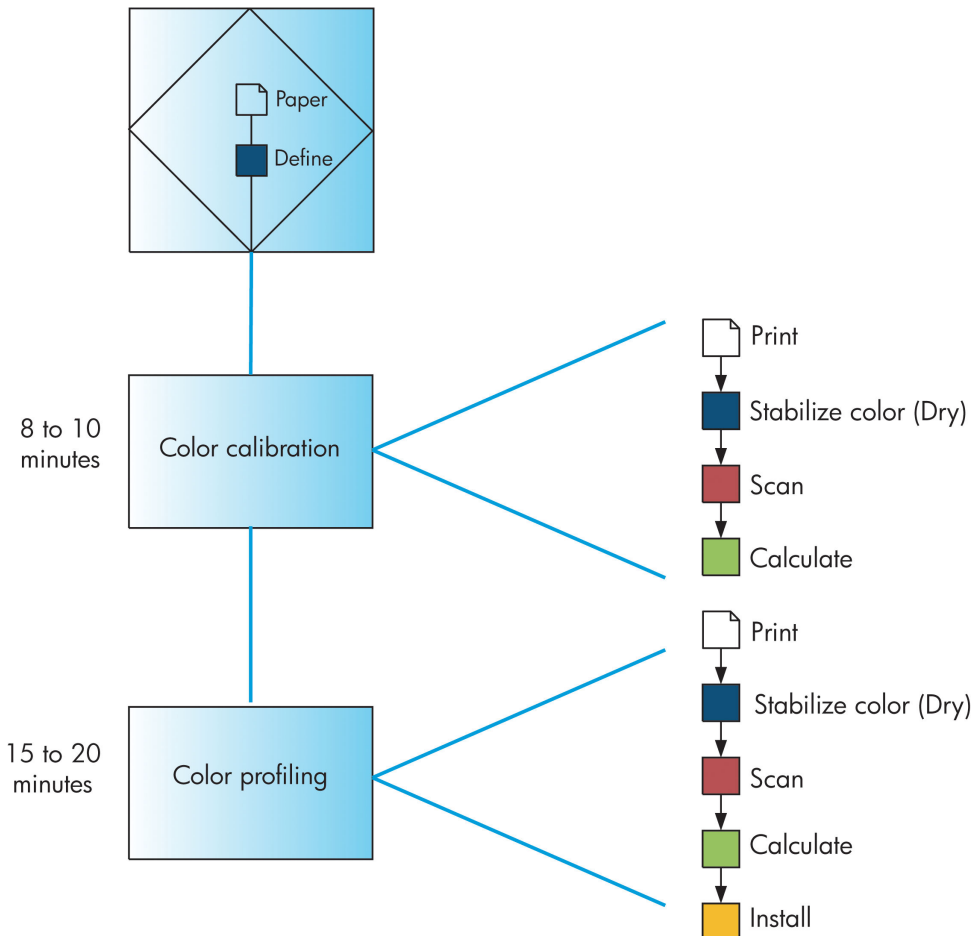 Paper
Define
8 to 10
minutes
Color calibration
Print
Stabilize color (Dry)
Scan
Calculate
15 to 20
minutes
Color profiling
Print
Stabilize color (Dry)
Scan
Calculate
Install